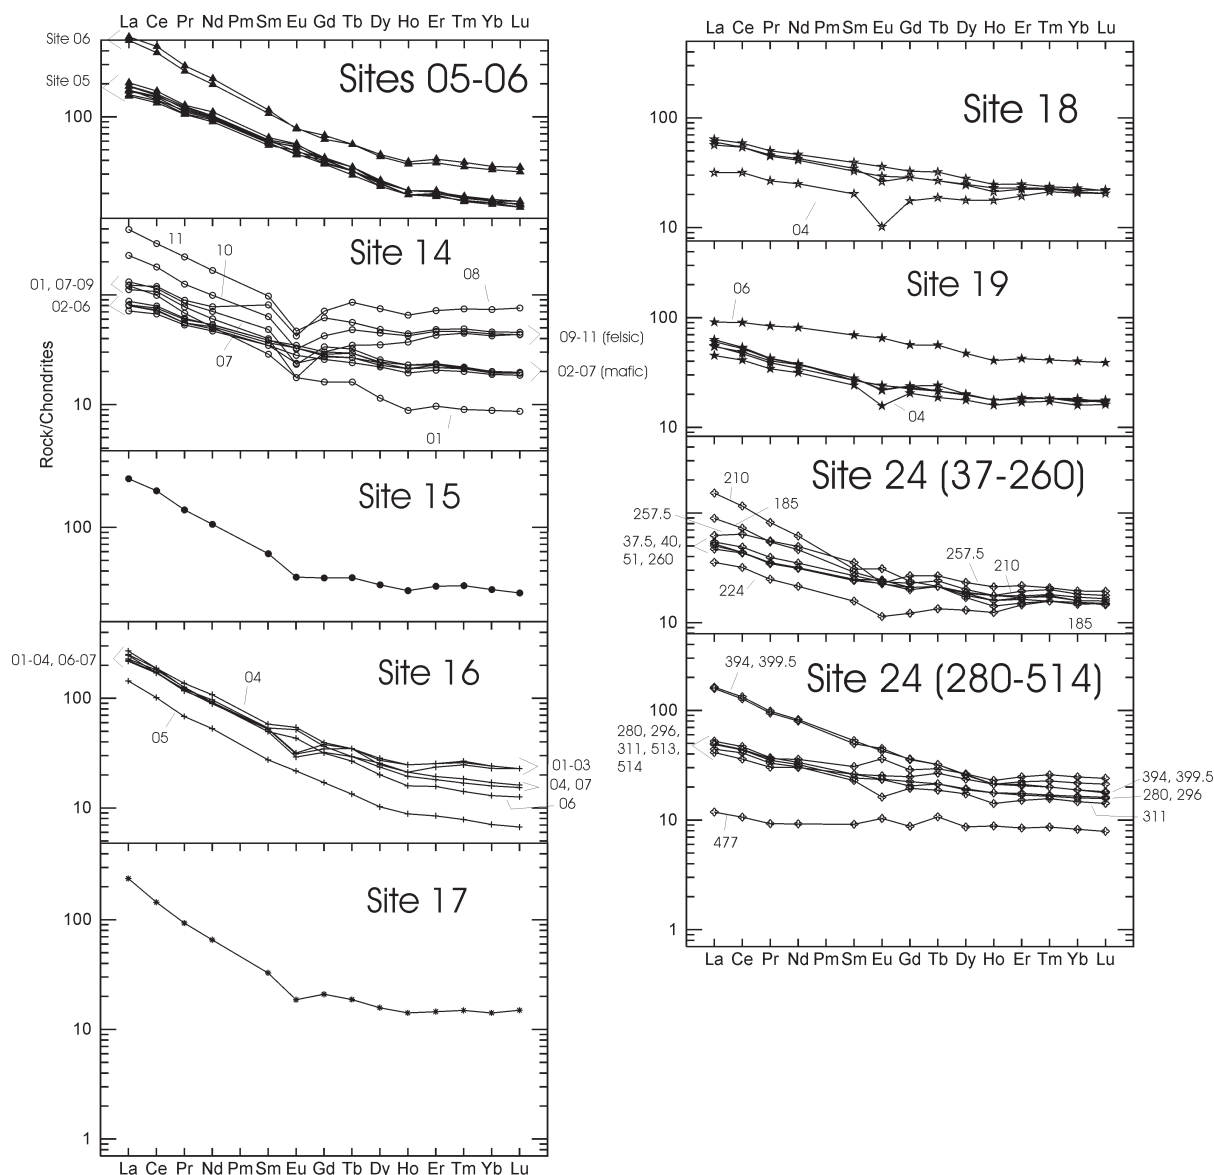 La Ce Pr Nd Pm Sm Eu Gd Tb Dy Ho Er Tm Yb Lu
Site 06
Site 05
Sites 05-06
100
Site 14
11
10
08
01, 07-09
02-06
07
09-11 (felsic)
02-07 (mafic)
10
01
Rock/Chondrites
Site 15
100
Site 16
01-04, 06-07
04
100
05
01-03
04, 07
06
10
Site 17
100
10
1
La Ce Pr Nd Pm Sm Eu Gd Tb Dy Ho Er Tm Yb Lu
La Ce Pr Nd Pm Sm Eu Gd Tb Dy Ho Er Tm Yb Lu
Site 18
100
10
04
Site 19
06
100
04
10
Site 24 (37-260)
210
185
257.5
37.5, 40,
51, 260
257.5
210
224
10
185
Site 24 (280-514)
394, 399.5
100
280, 296,
311, 513,
514
394, 399.5
280, 296
311
10
477
1
La Ce Pr Nd Pm Sm Eu Gd Tb Dy Ho Er Tm Yb Lu